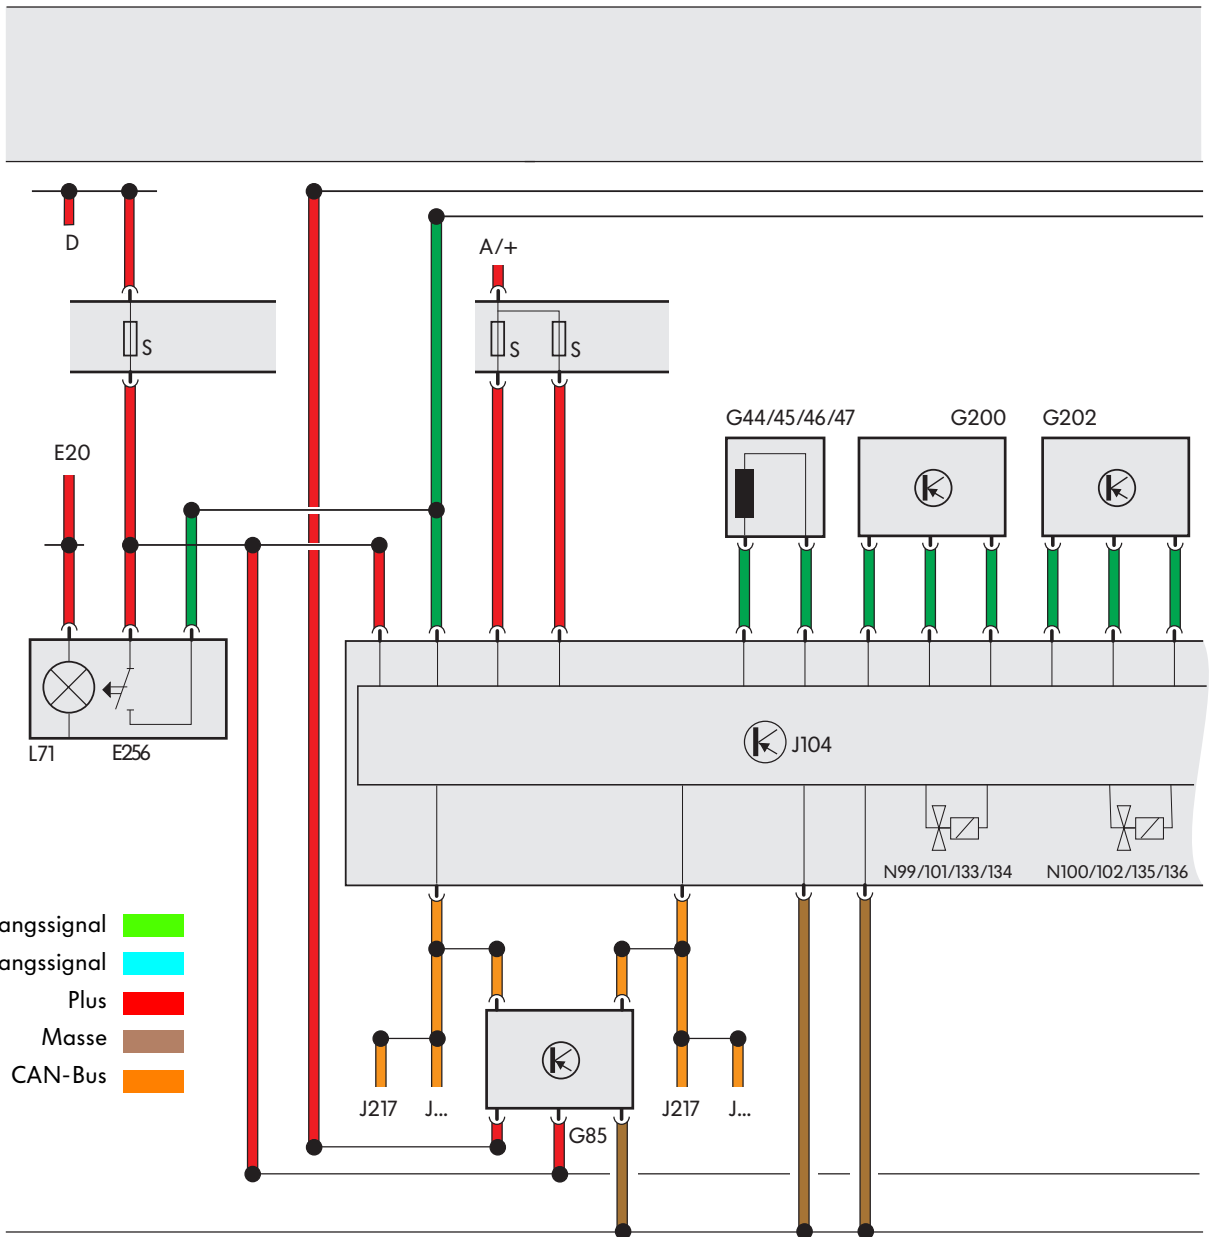 D
A/+
S
S
S
G44/45/46/47
G200
G202
E20
J104
L71
E256
N99/101/133/134
N100/102/135/136
angssignal
angssignal
Plus
Masse
CAN-Bus
J217
J...
J217
J...
G85